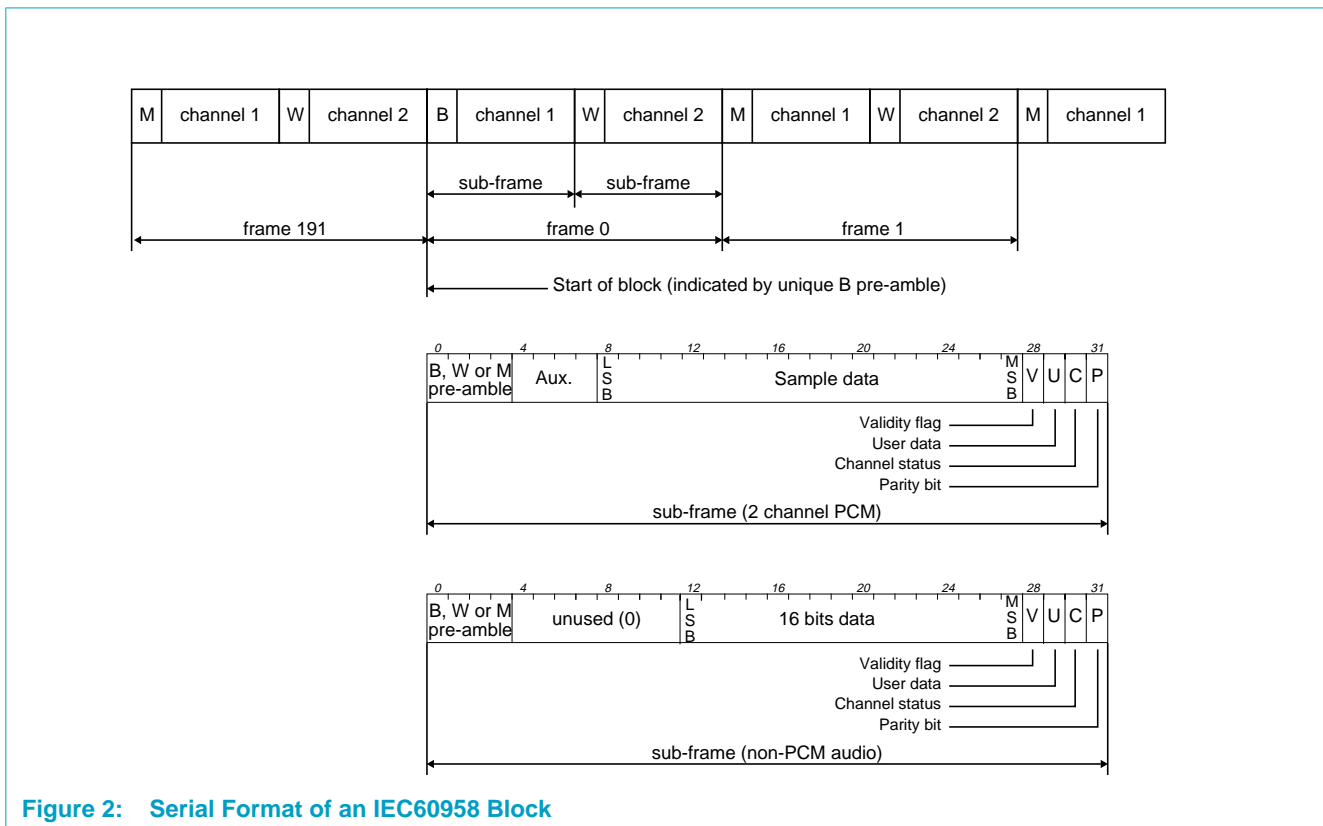 M channel 1 W channel 2 B channel 1 W channel 2 M channel 1 W channel 2 M channel 1
sub-frame sub-frame
frame 191 frame 0 frame 1
Start of block (indicated by unique B pre-amble)
0 4 8 12 16 20 24 28 31
B, W or M pre-amble Aux. LSB Sample data MSB V U C P
Validity flag
User data
Channel status
Parity bit
sub-frame (2 channel PCM)
0 4 8 12 16 20 24 28 31
B, W or M pre-amble unused (0) LSB 16 bits data MSB V U C P
Validity flag
User data
Channel status
Parity bit
sub-frame (non-PCM audio)
Figure 2: Serial Format of an IEC60958 Block